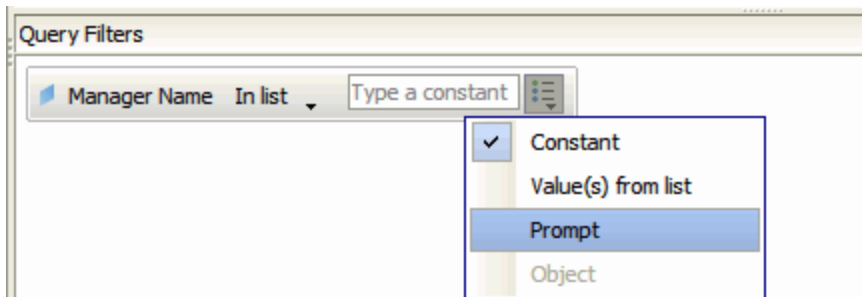 Query Filters
Manager Name In list Type a constant
Constant
Value(s) from list
Prompt
Object